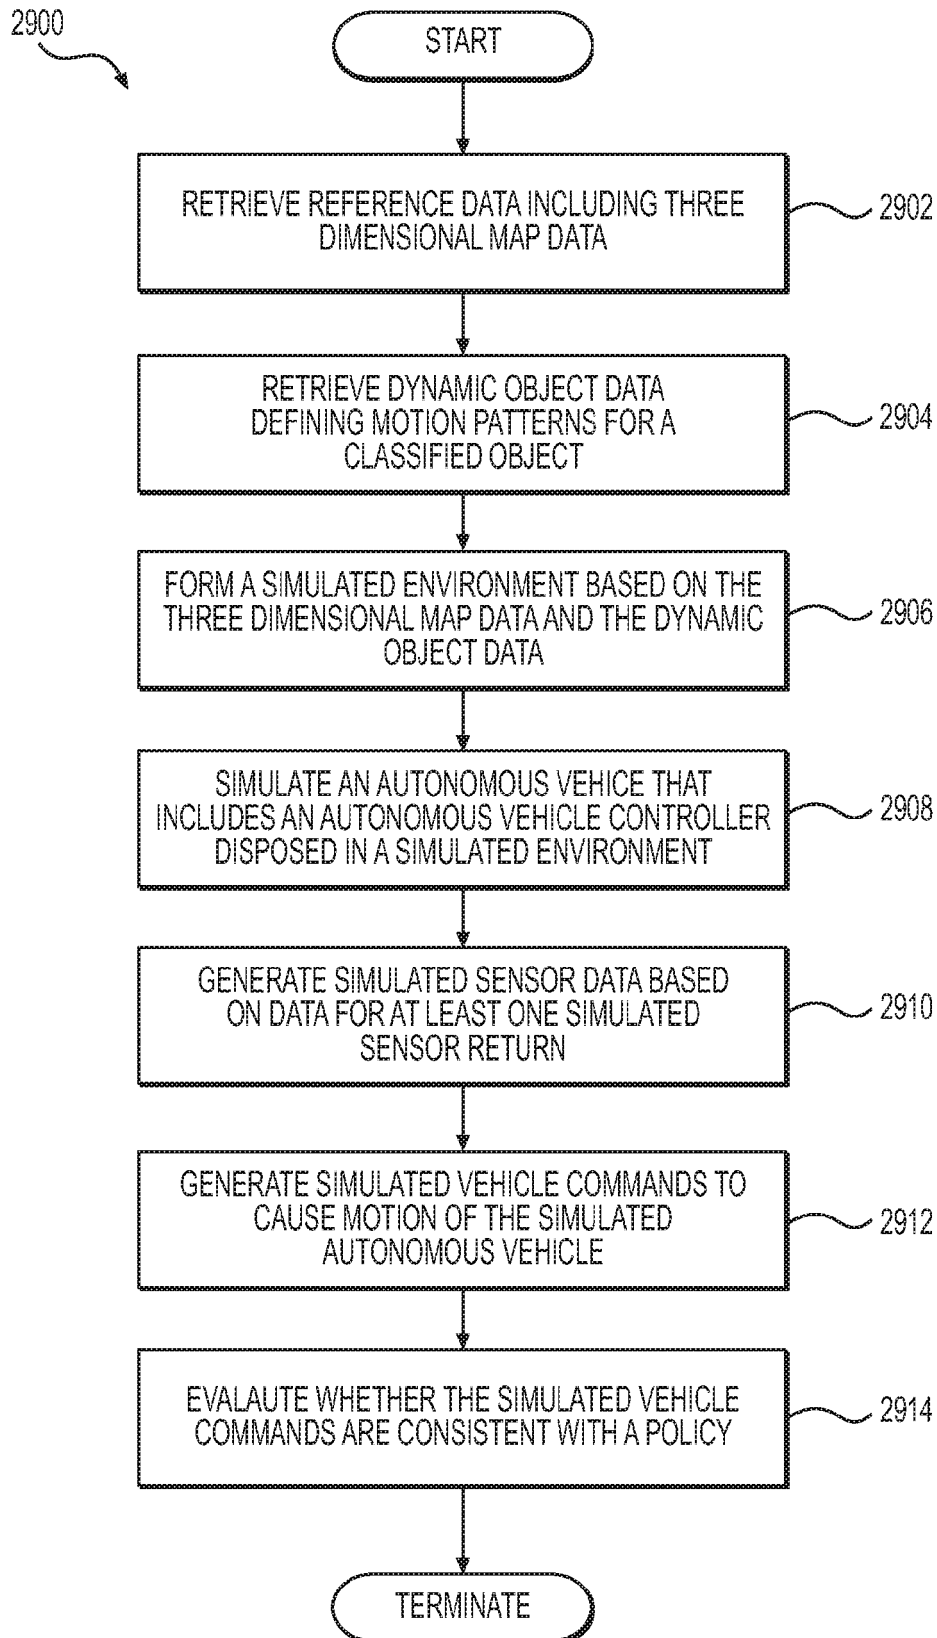 2900
START
RETRIEVE REFERENCE DATA INCLUDING THREE
DIMENSIONAL MAP DATA
2902
RETRIEVE DYNAMIC OBJECT DATA
DEFINING MOTION PATTERNS FOR A
CLASSIFIED OBJECT
2904
FORM A SIMULATED ENVIRONMENT BASED ON THE
THREE DIMENSIONAL MAP DATA AND THE DYNAMIC
OBJECT DATA
2906
SIMULATE AN AUTONOMOUS VEHICE THAT
INCLUDES AN AUTONOMOUS VEHICLE CONTROLLER
DISPOSED IN A SIMULATED ENVIRONMENT
2908
GENERATE SIMULATED SENSOR DATA BASED
ON DATA FOR AT LEAST ONE SIMULATED
SENSOR RETURN
2910
GENERATE SIMULATED VEHICLE COMMANDS TO
CAUSE MOTION OF THE SIMULATED
AUTONOMOUS VEHICLE
2912
EVALAUTE WHETHER THE SIMULATED VEHICLE
COMMANDS ARE CONSISTENT WITH A POLICY
2914
TERMINATE